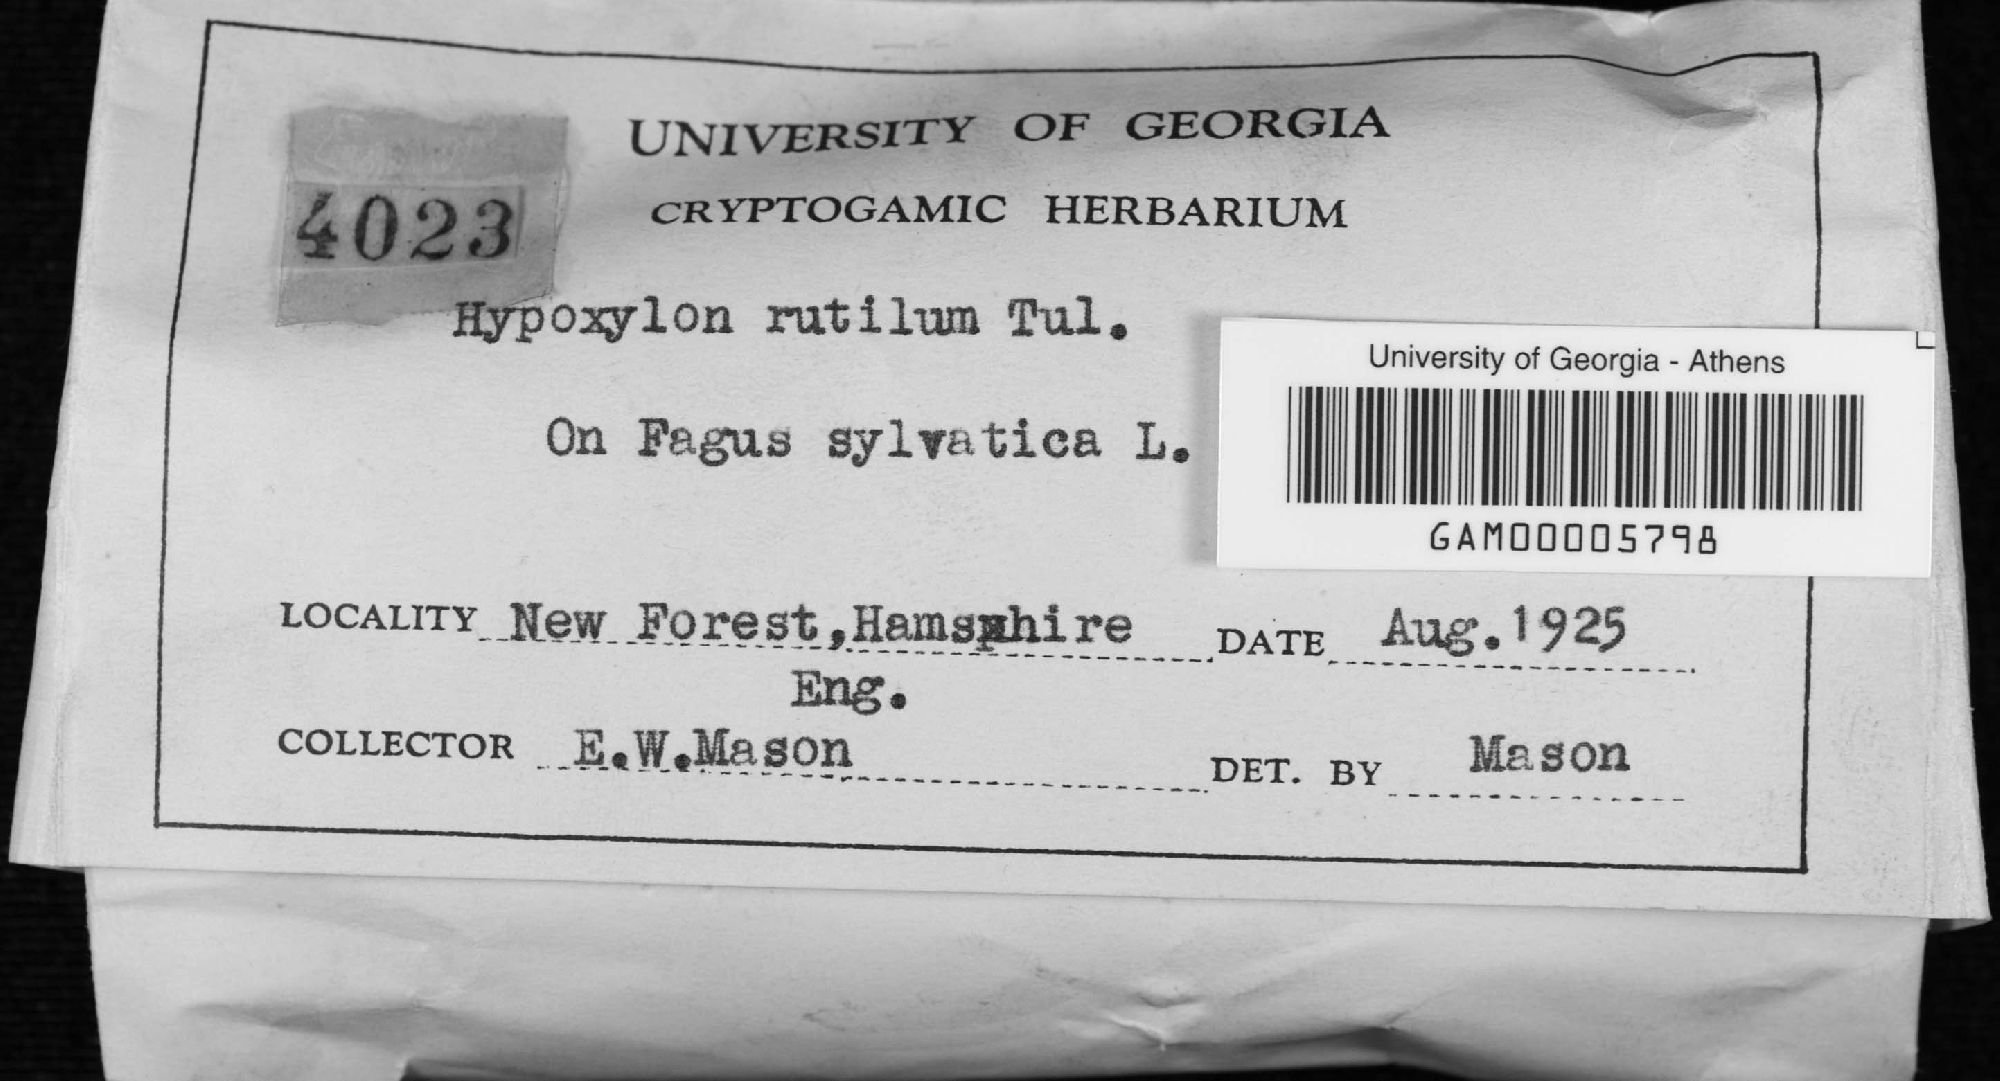 UNIVERSITY OF GEORGIA
CRYPTOGAMIC HERBARIUM
4023
Hypoxylon rutilum Tul.
On Fagus sylvatica L.
University of Georgia - Athens
GAM00005798
LOCALITY New Forest,Hamsphire DATE Aug.1925
Eng.
COLLECTOR E.W.Mason DET. BY Mason